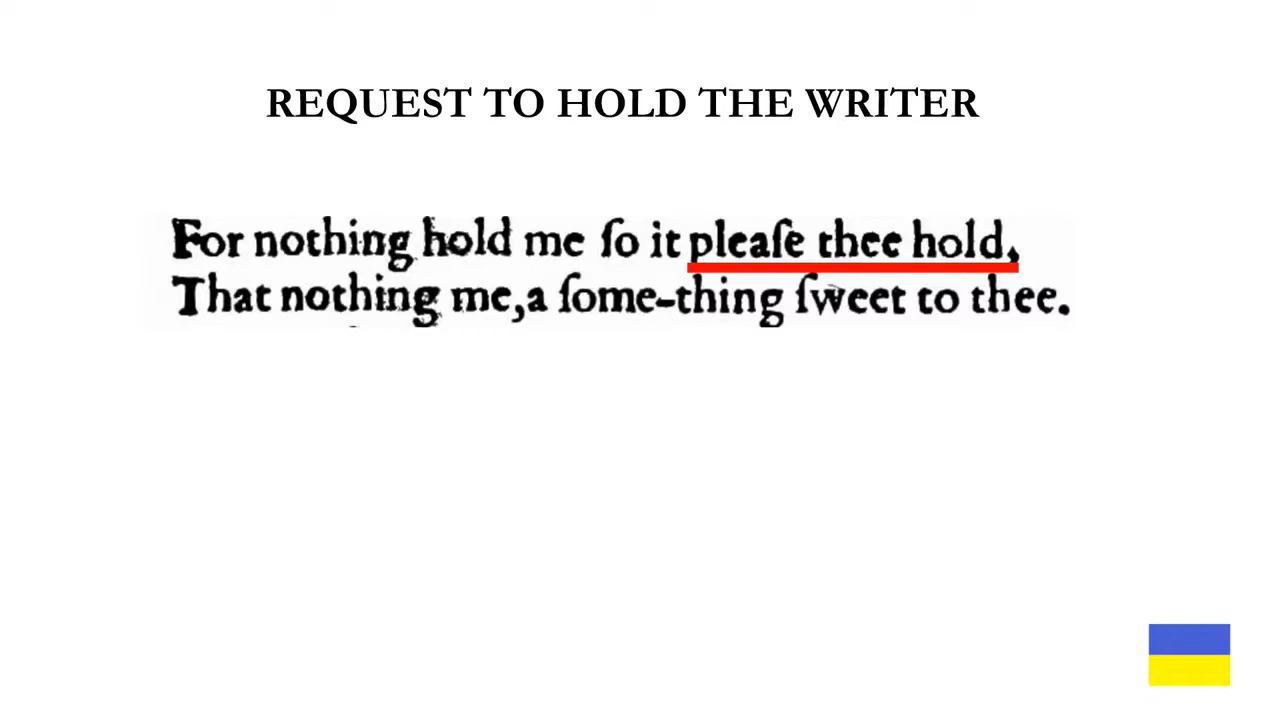 REQUEST TO HOLD THE WRITER
For nothing hold me ſo it pleaſe thee hold,
That nothing me,a ſome-thing ſweet to thee.